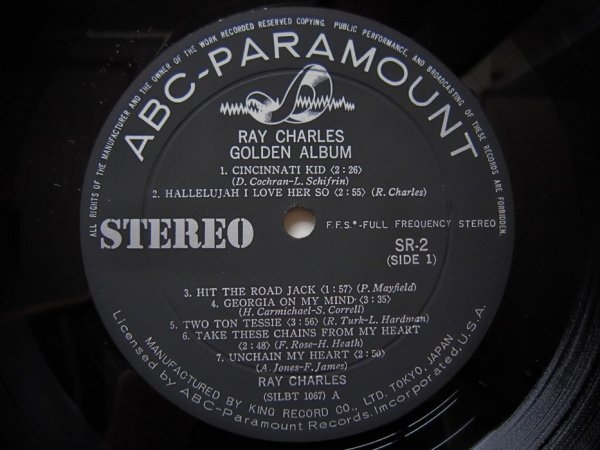 ALL RIGHTS OF THE MANUFACTURER AND THE OWNER OF THE WORK RECORDED RESERVED COPYING, PUBLIC PERFORMANCE, AND BROADCASTING OF THESE RECORDS ARE FORBIDDEN.
ABC-PARAMOUNT
RAY CHARLES
GOLDEN ALBUM
1. CINCINNATI KID 〈2:26〉
(D. Cochran-L. Schifrin)
2. HALLELUJAH I LOVE HER SO 〈2:55〉 (R. Charles)
STEREO
F.F.S.*-FULL FREQUENCY STEREO
SR-2
(SIDE 1)
3. HIT THE ROAD JACK 〈1:57〉 (P. Mayfield)
4. GEORGIA ON MY MIND 〈3:35〉
(H. Carmichael-S. Correll)
5. TWO TON TESSIE 〈3:56〉 (R. Turk-L. Hardman)
6. TAKE THESE CHAINS FROM MY HEART
〈2:48〉 (F. Rose-H. Heath)
7. UNCHAIN MY HEART 〈2:50〉
(A. Jones-F. James)
RAY CHARLES
(SILBT 1067) A
MANUFACTURED BY KING RECORD CO., LTD. TOKYO, JAPAN
Licensed by ABC-Paramount Records, Incorporated, U.S.A.